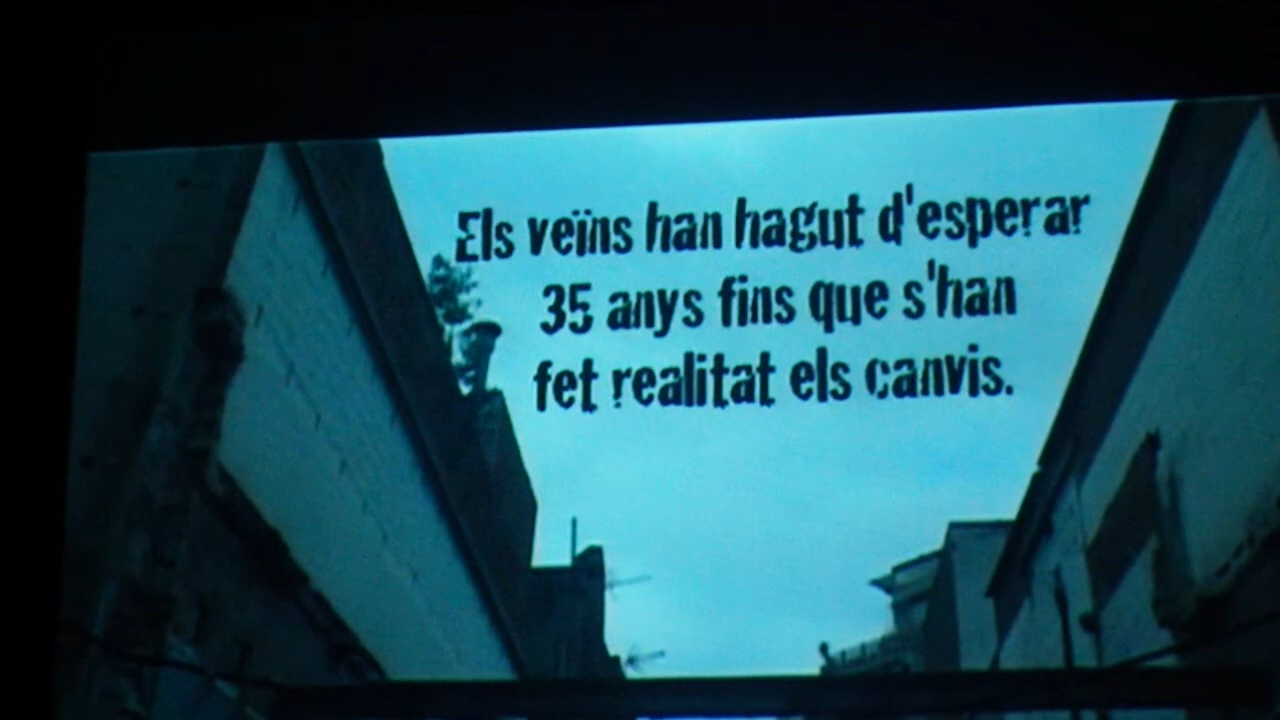 Els veïns han hagut d'esperar
35 anys fins que s'han
fet realitat els canvis.